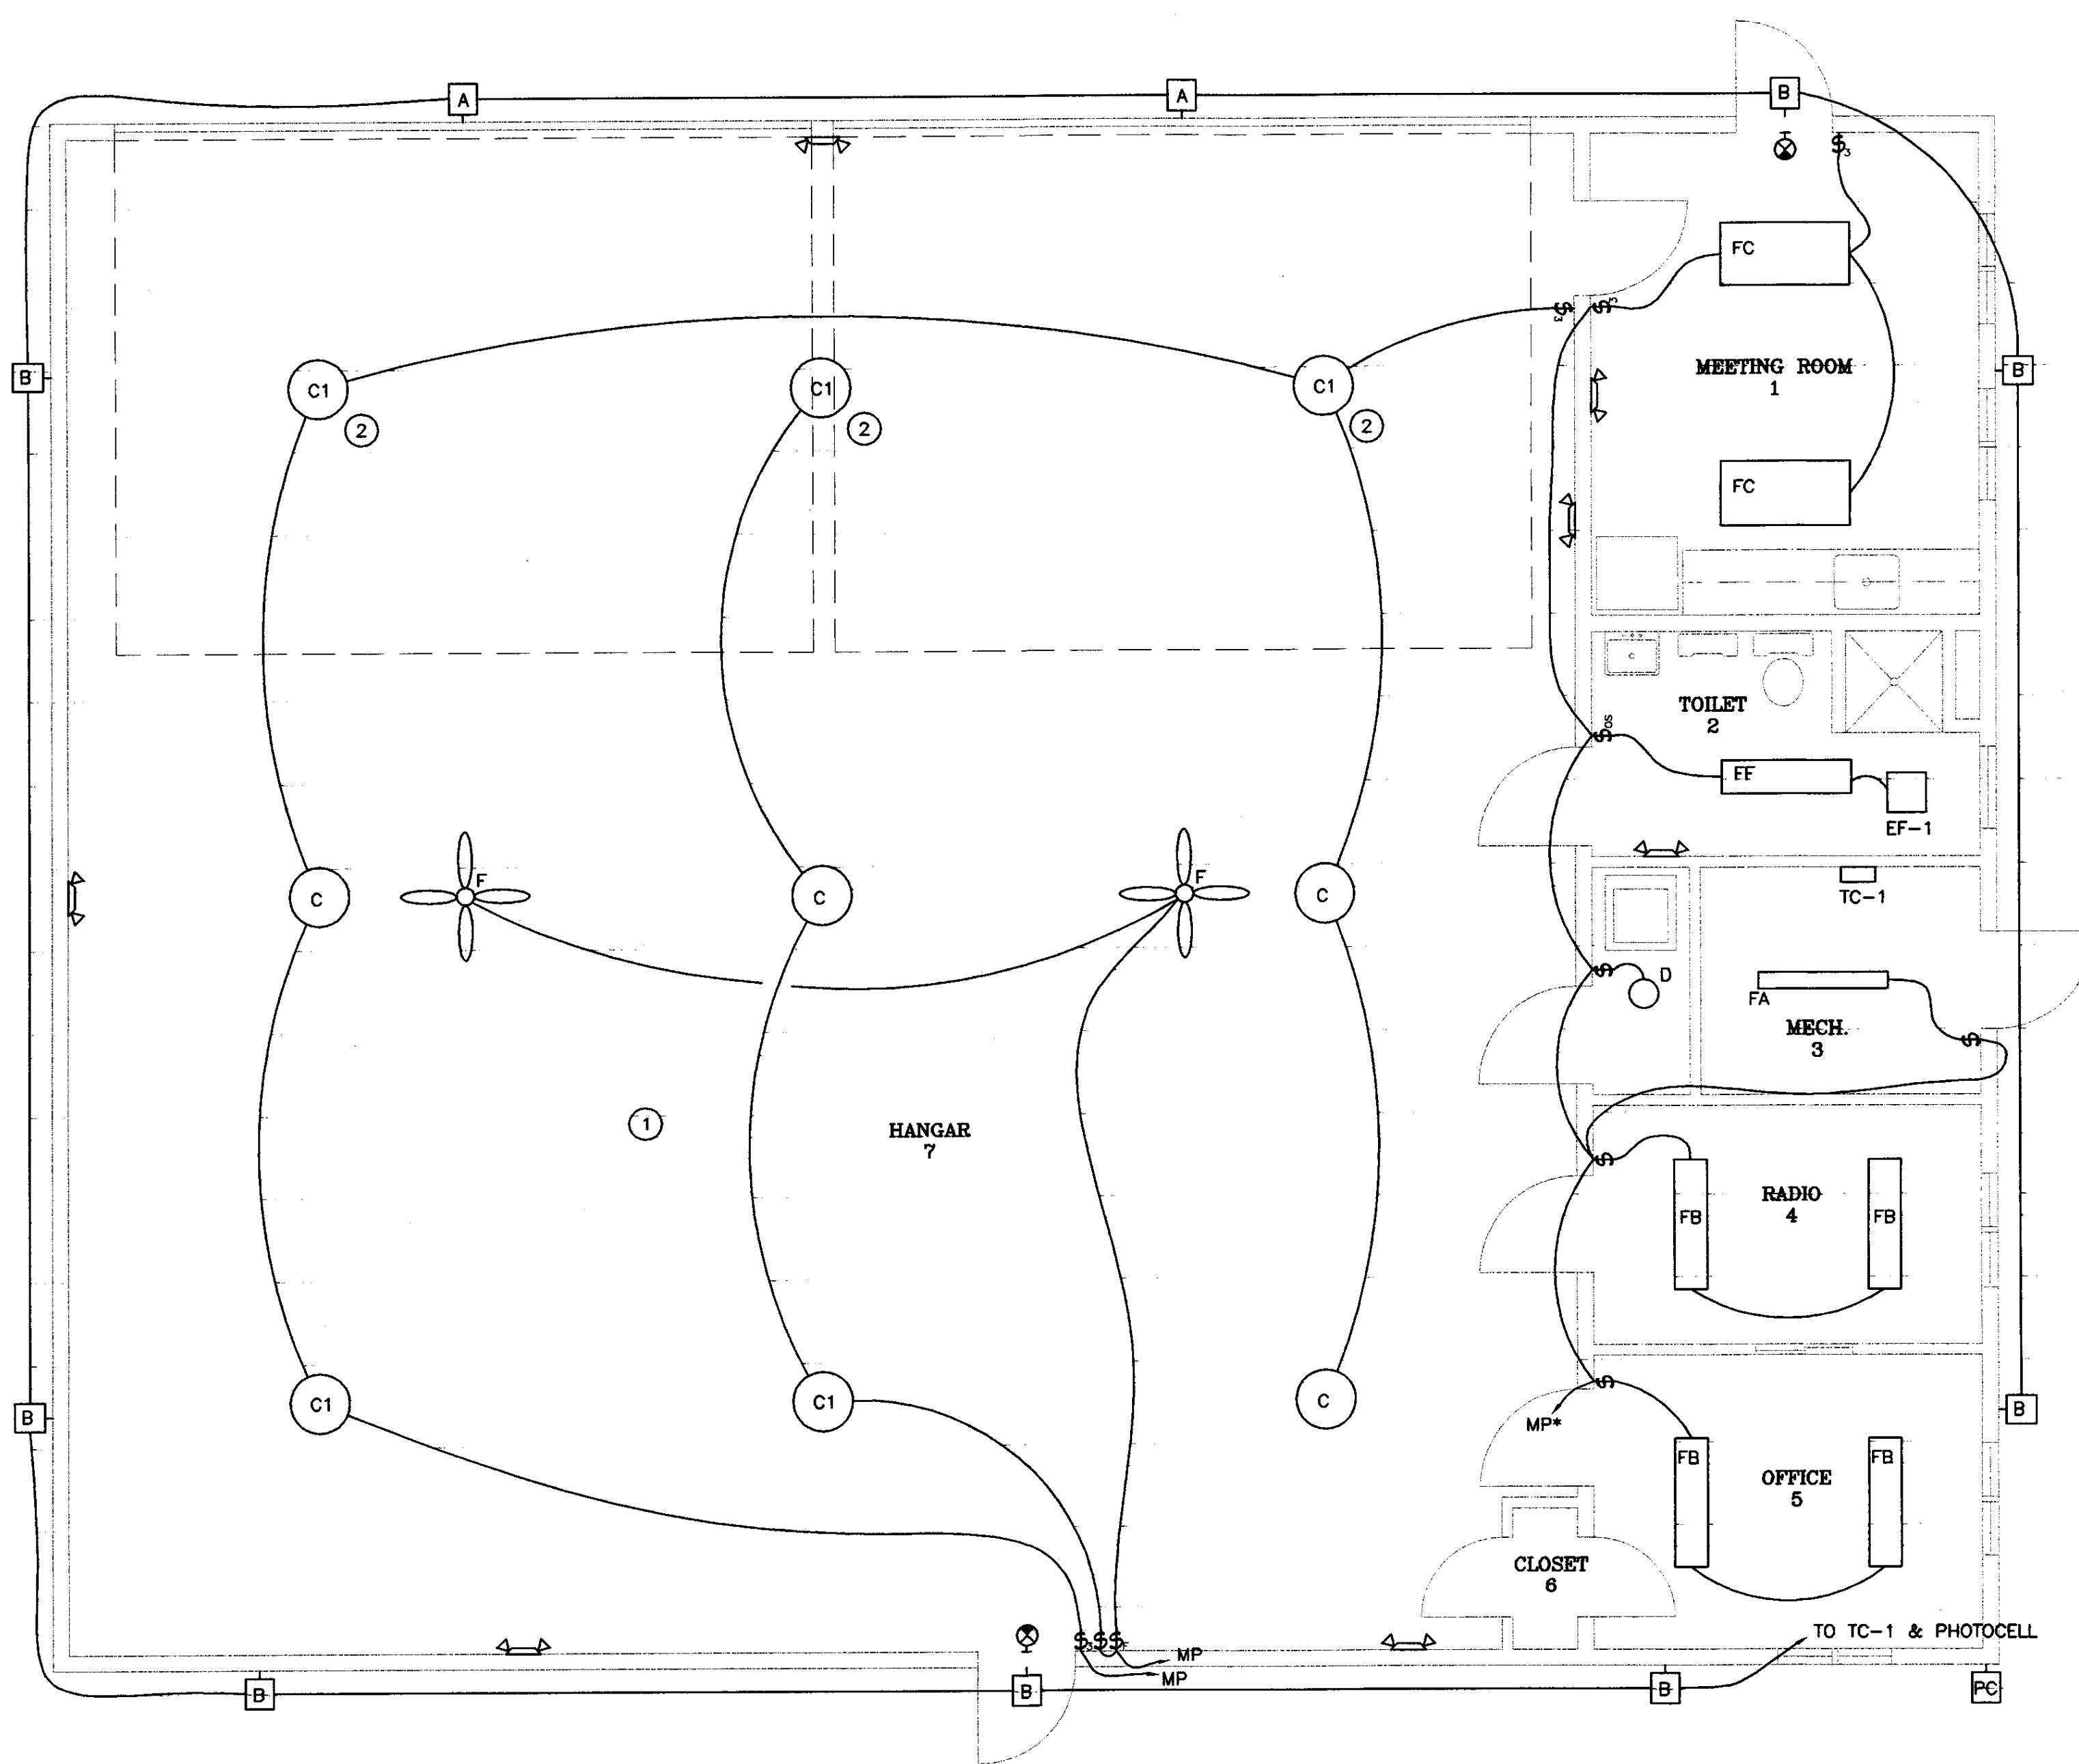 A
A
B
$3
FC
$3
$3
MEETING ROOM
1
B
B
C1
C1
C1
2
2
2
FC
TOILET
2
$OS
EF
EF-1
F
F
C
C
C
TC-1
D
FA
MECH.
3
$
$
1
HANGAR
7
$
RADIO
4
FB
FB
$
MP*
C1
C1
C
B
B
FB
FB
OFFICE
5
CLOSET
6
$3 $ $F
TO TC-1 & PHOTOCELL
MP
MP
B
B
B
PC